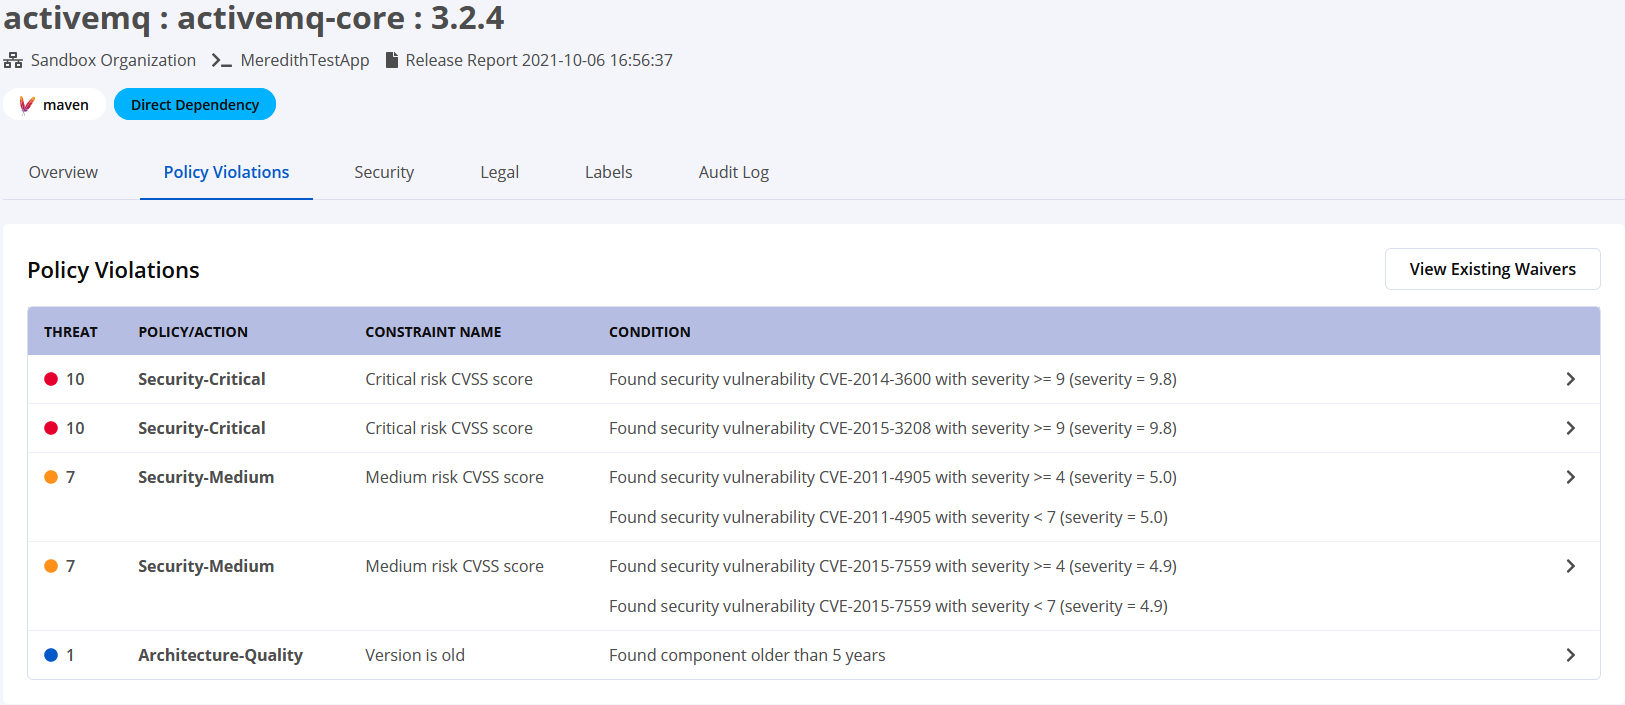 activemq : activemq-core : 3.2.4
Sandbox Organization MeredithTestApp Release Report 2021-10-06 16:56:37
maven Direct Dependency
Overview Policy Violations Security Legal Labels Audit Log
Policy Violations View Existing Waivers
THREAT POLICY/ACTION CONSTRAINT NAME CONDITION
10 Security-Critical Critical risk CVSS score Found security vulnerability CVE-2014-3600 with severity >= 9 (severity = 9.8)
10 Security-Critical Critical risk CVSS score Found security vulnerability CVE-2015-3208 with severity >= 9 (severity = 9.8)
7 Security-Medium Medium risk CVSS score Found security vulnerability CVE-2011-4905 with severity >= 4 (severity = 5.0)
Found security vulnerability CVE-2011-4905 with severity < 7 (severity = 5.0)
7 Security-Medium Medium risk CVSS score Found security vulnerability CVE-2015-7559 with severity >= 4 (severity = 4.9)
Found security vulnerability CVE-2015-7559 with severity < 7 (severity = 4.9)
1 Architecture-Quality Version is old Found component older than 5 years